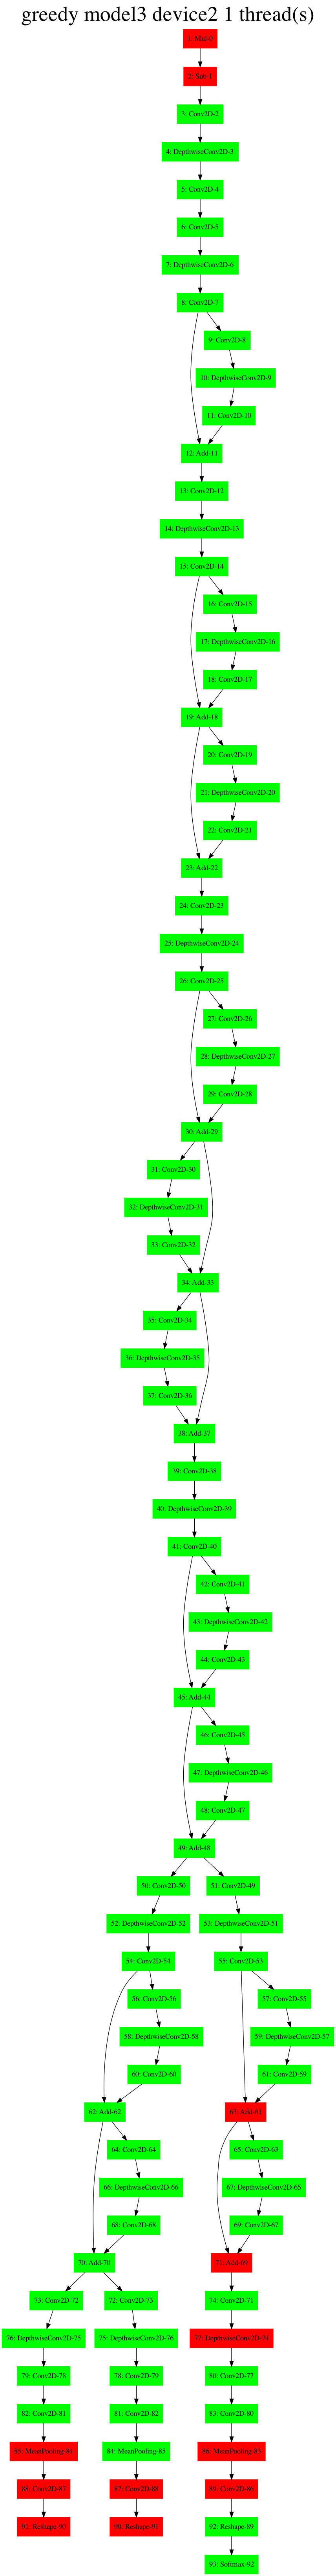 greedy model3 device2 1 thread(s)
1: Mul-0
2: Sub-1
3: Conv2D-2
4: DepthwiseConv2D-3
5: Conv2D-4
6: Conv2D-5
7: DepthwiseConv2D-6
8: Conv2D-7
9: Conv2D-8
10: DepthwiseConv2D-9
11: Conv2D-10
12: Add-11
13: Conv2D-12
14: DepthwiseConv2D-13
15: Conv2D-14
16: Conv2D-15
17: DepthwiseConv2D-16
18: Conv2D-17
19: Add-18
20: Conv2D-19
21: DepthwiseConv2D-20
22: Conv2D-21
23: Add-22
24: Conv2D-23
25: DepthwiseConv2D-24
26: Conv2D-25
27: Conv2D-26
28: DepthwiseConv2D-27
29: Conv2D-28
30: Add-29
31: Conv2D-30
32: DepthwiseConv2D-31
33: Conv2D-32
34: Add-33
35: Conv2D-34
36: DepthwiseConv2D-35
37: Conv2D-36
38: Add-37
39: Conv2D-38
40: DepthwiseConv2D-39
41: Conv2D-40
42: Conv2D-41
43: DepthwiseConv2D-42
44: Conv2D-43
45: Add-44
46: Conv2D-45
47: DepthwiseConv2D-46
48: Conv2D-47
49: Add-48
50: Conv2D-50
51: Conv2D-49
52: DepthwiseConv2D-52
53: DepthwiseConv2D-51
54: Conv2D-54
55: Conv2D-53
56: Conv2D-56
57: Conv2D-55
58: DepthwiseConv2D-58
59: DepthwiseConv2D-57
60: Conv2D-60
61: Conv2D-59
62: Add-62
63: Add-61
64: Conv2D-64
65: Conv2D-63
66: DepthwiseConv2D-66
67: DepthwiseConv2D-65
68: Conv2D-68
69: Conv2D-67
70: Add-70
71: Add-69
73: Conv2D-72
72: Conv2D-73
74: Conv2D-71
76: DepthwiseConv2D-75
75: DepthwiseConv2D-76
77: DepthwiseConv2D-74
79: Conv2D-78
78: Conv2D-79
80: Conv2D-77
82: Conv2D-81
81: Conv2D-82
83: Conv2D-80
85: MeanPooling-84
84: MeanPooling-85
86: MeanPooling-83
88: Conv2D-87
87: Conv2D-88
89: Conv2D-86
91: Reshape-90
90: Reshape-91
92: Reshape-89
93: Softmax-92